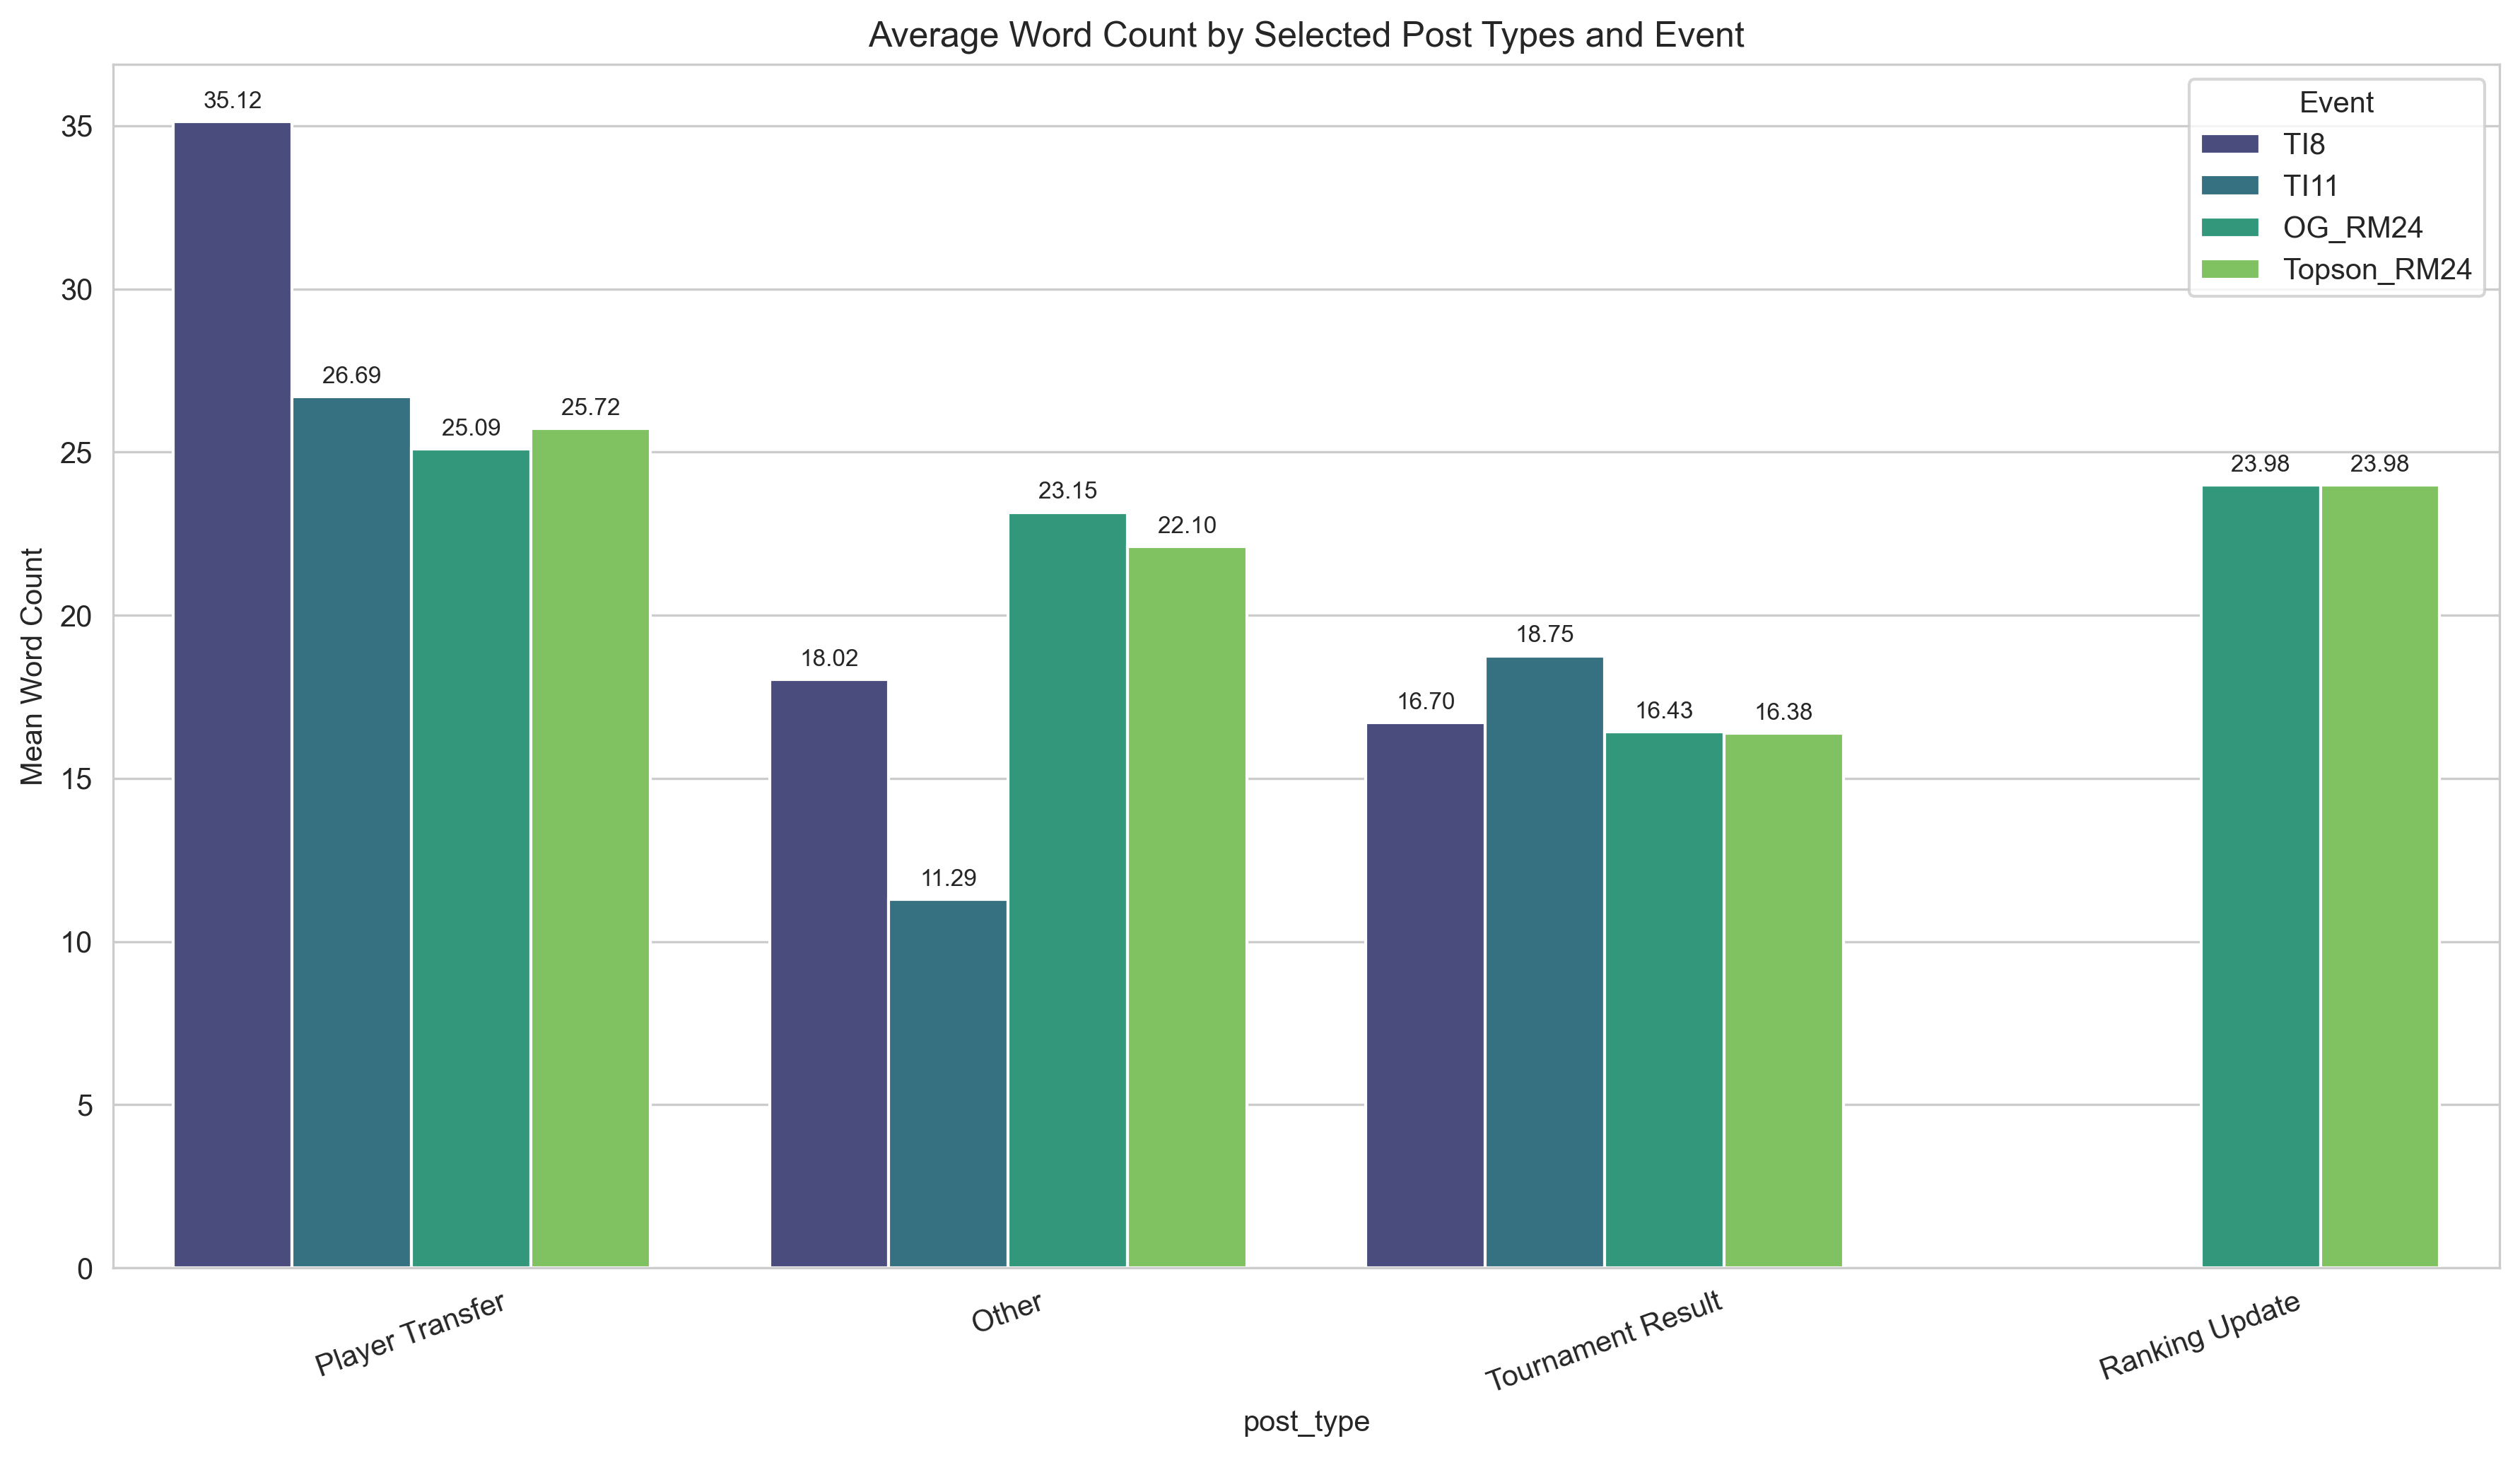 Average Word Count by Selected Post Types and Event
Event
TI8
TI11
OG_RM24
Topson_RM24
Mean Word Count
35
30
25
20
15
10
5
0
35.12
26.69
25.09
25.72
18.02
11.29
23.15
22.10
16.70
18.75
16.43
16.38
23.98
23.98
Player Transfer
Other
Tournament Result
Ranking Update
post_type